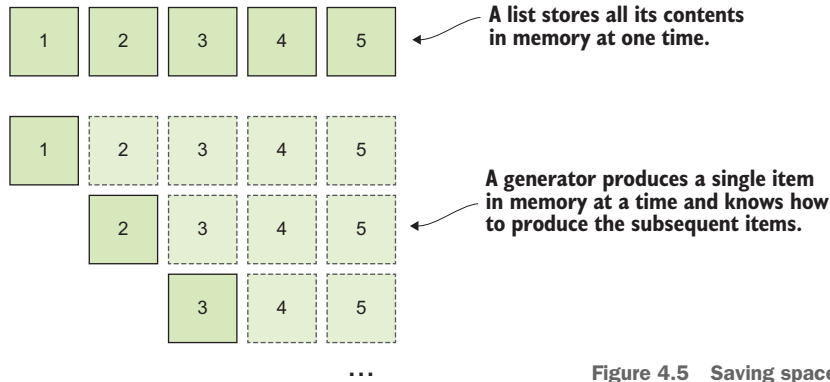 1 2 3 4 5
A list stores all its contents
in memory at one time.
1 2 3 4 5
A generator produces a single item
in memory at a time and knows how
to produce the subsequent items.
2 3 4 5
3 4 5
...
Figure 4.5 Saving space